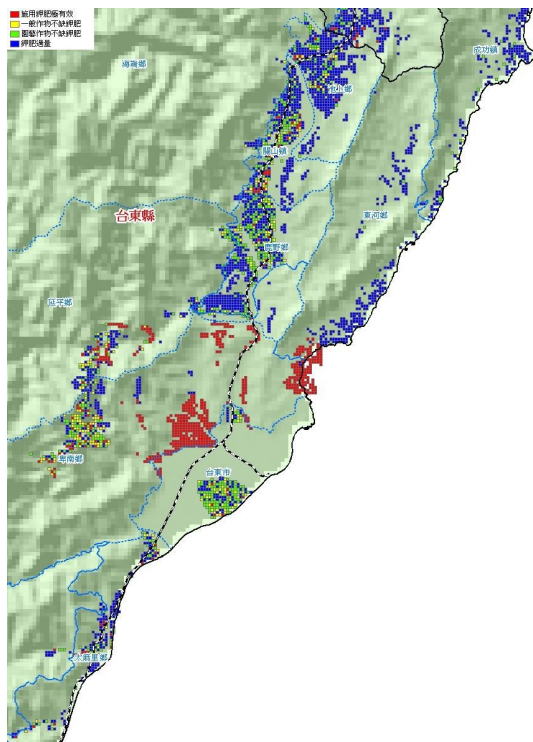 施用鉀肥極有效
一般作物不缺鉀肥
園藝作物不缺鉀肥
鉀肥過量
成功鎮
海端鄉
池上鄉
關山鎮
台東縣
東河鄉
鹿野鄉
延平鄉
卑南鄉
台東市
太麻里鄉